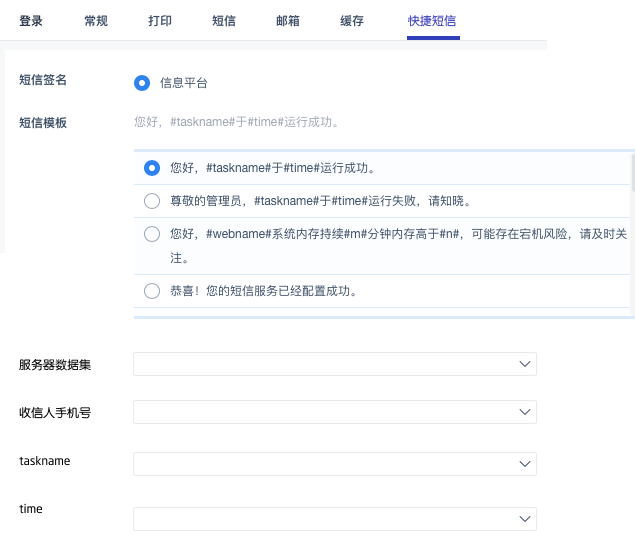 登录 常规 打印 短信 邮箱 缓存 快捷短信
短信签名 信息平台
短信模板 您好，#taskname#于#time#运行成功。
您好，#taskname#于#time#运行成功。
尊敬的管理员，#taskname#于#time#运行失败，请知晓。
您好，#webname#系统内存持续#m#分钟内存高于#n#，可能存在宕机风险，请及时关
注。
恭喜！您的短信服务已经配置成功。
服务器数据集
收信人手机号
taskname
time